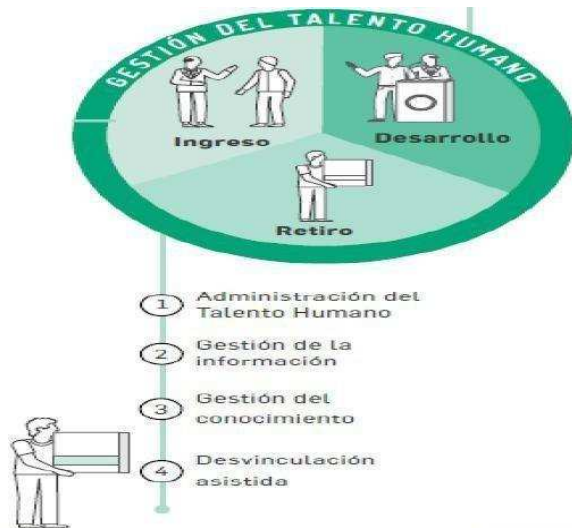 GESTIÓN DEL TALENTO HUMANO
Ingreso
Desarrollo
Retiro
1 Administración del
Talento Humano
2 Gestión de la
información
3 Gestión del
conocimiento
4 Desvinculación
asistida